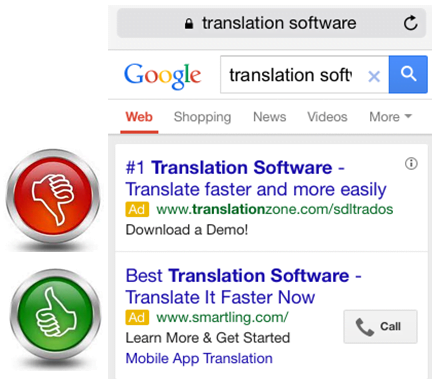 translation software
Google translation soft
Web Shopping News Videos More
#1 Translation Software -
Translate faster and more easily
Ad www.translationzone.com/sdltrados
Download a Demo!
Best Translation Software -
Translate It Faster Now
Ad www.smartling.com/
Learn More & Get Started
Call
Mobile App Translation